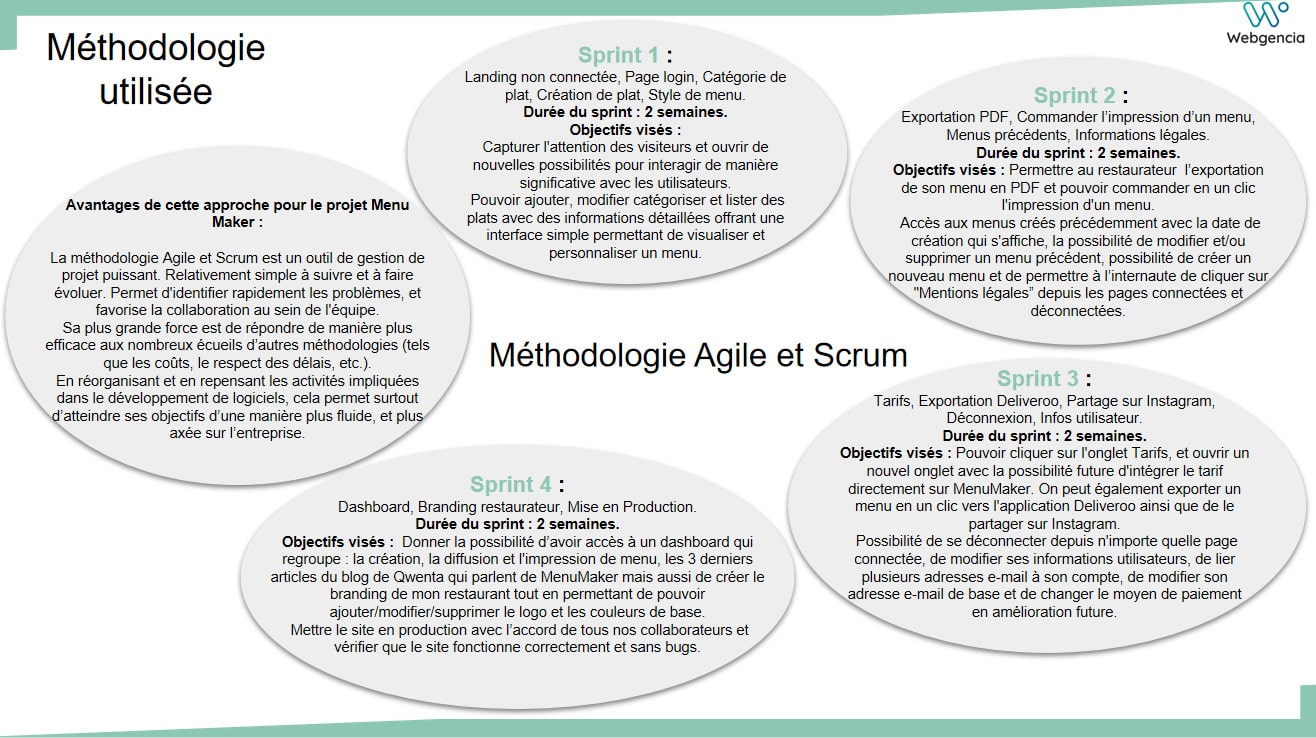 Méthodologie
utilisée
Webgencia
Sprint 1 :
Landing non connectée, Page login, Catégorie de
plat, Création de plat, Style de menu.
Durée du sprint : 2 semaines.
Objectifs visés :
Capturer l'attention des visiteurs et ouvrir de
nouvelles possibilités pour interagir de manière
significative avec les utilisateurs.
Pouvoir ajouter, modifier catégoriser et lister des
plats avec des informations détaillées offrant une
interface simple permettant de visualiser et
personnaliser un menu.
Sprint 2 :
Exportation PDF, Commander l’impression d’un menu,
Menus précédents, Informations légales.
Durée du sprint : 2 semaines.
Objectifs visés : Permettre au restaurateur l’exportation
de son menu en PDF et pouvoir commander en un clic
l'impression d'un menu.
Accès aux menus créés précédemment avec la date de
création qui s'affiche, la possibilité de modifier et/ou
supprimer un menu précédent, possibilité de créer un
nouveau menu et de permettre à l’internaute de cliquer sur
"Mentions légales” depuis les pages connectées et
déconnectées.
Avantages de cette approche pour le projet Menu
Maker :
La méthodologie Agile et Scrum est un outil de gestion de
projet puissant. Relativement simple à suivre et à faire
évoluer. Permet d'identifier rapidement les problèmes, et
favorise la collaboration au sein de l'équipe.
Sa plus grande force est de répondre de manière plus
efficace aux nombreux écueils d’autres méthodologies (tels
que les coûts, le respect des délais, etc.).
En réorganisant et en repensant les activités impliquées
dans le développement de logiciels, cela permet surtout
d’atteindre ses objectifs d’une manière plus fluide, et plus
axée sur l’entreprise.
Méthodologie Agile et Scrum
Sprint 3 :
Tarifs, Exportation Deliveroo, Partage sur Instagram,
Déconnexion, Infos utilisateur.
Durée du sprint : 2 semaines.
Objectifs visés : Pouvoir cliquer sur l'onglet Tarifs, et ouvrir un
nouvel onglet avec la possibilité future d'intégrer le tarif
directement sur MenuMaker. On peut également exporter un
menu en un clic vers l'application Deliveroo ainsi que de le
partager sur Instagram.
Possibilité de se déconnecter depuis n'importe quelle page
connectée, de modifier ses informations utilisateurs, de lier
plusieurs adresses e-mail à son compte, de modifier son
adresse e-mail de base et de changer le moyen de paiement
en amélioration future.
Sprint 4 :
Dashboard, Branding restaurateur, Mise en Production.
Durée du sprint : 2 semaines.
Objectifs visés : Donner la possibilité d’avoir accès à un dashboard qui
regroupe : la création, la diffusion et l'impression de menu, les 3 derniers
articles du blog de Qwenta qui parlent de MenuMaker mais aussi de créer le
branding de mon restaurant tout en permettant de pouvoir
ajouter/modifier/supprimer le logo et les couleurs de base.
Mettre le site en production avec l’accord de tous nos collaborateurs et
vérifier que le site fonctionne correctement et sans bugs.